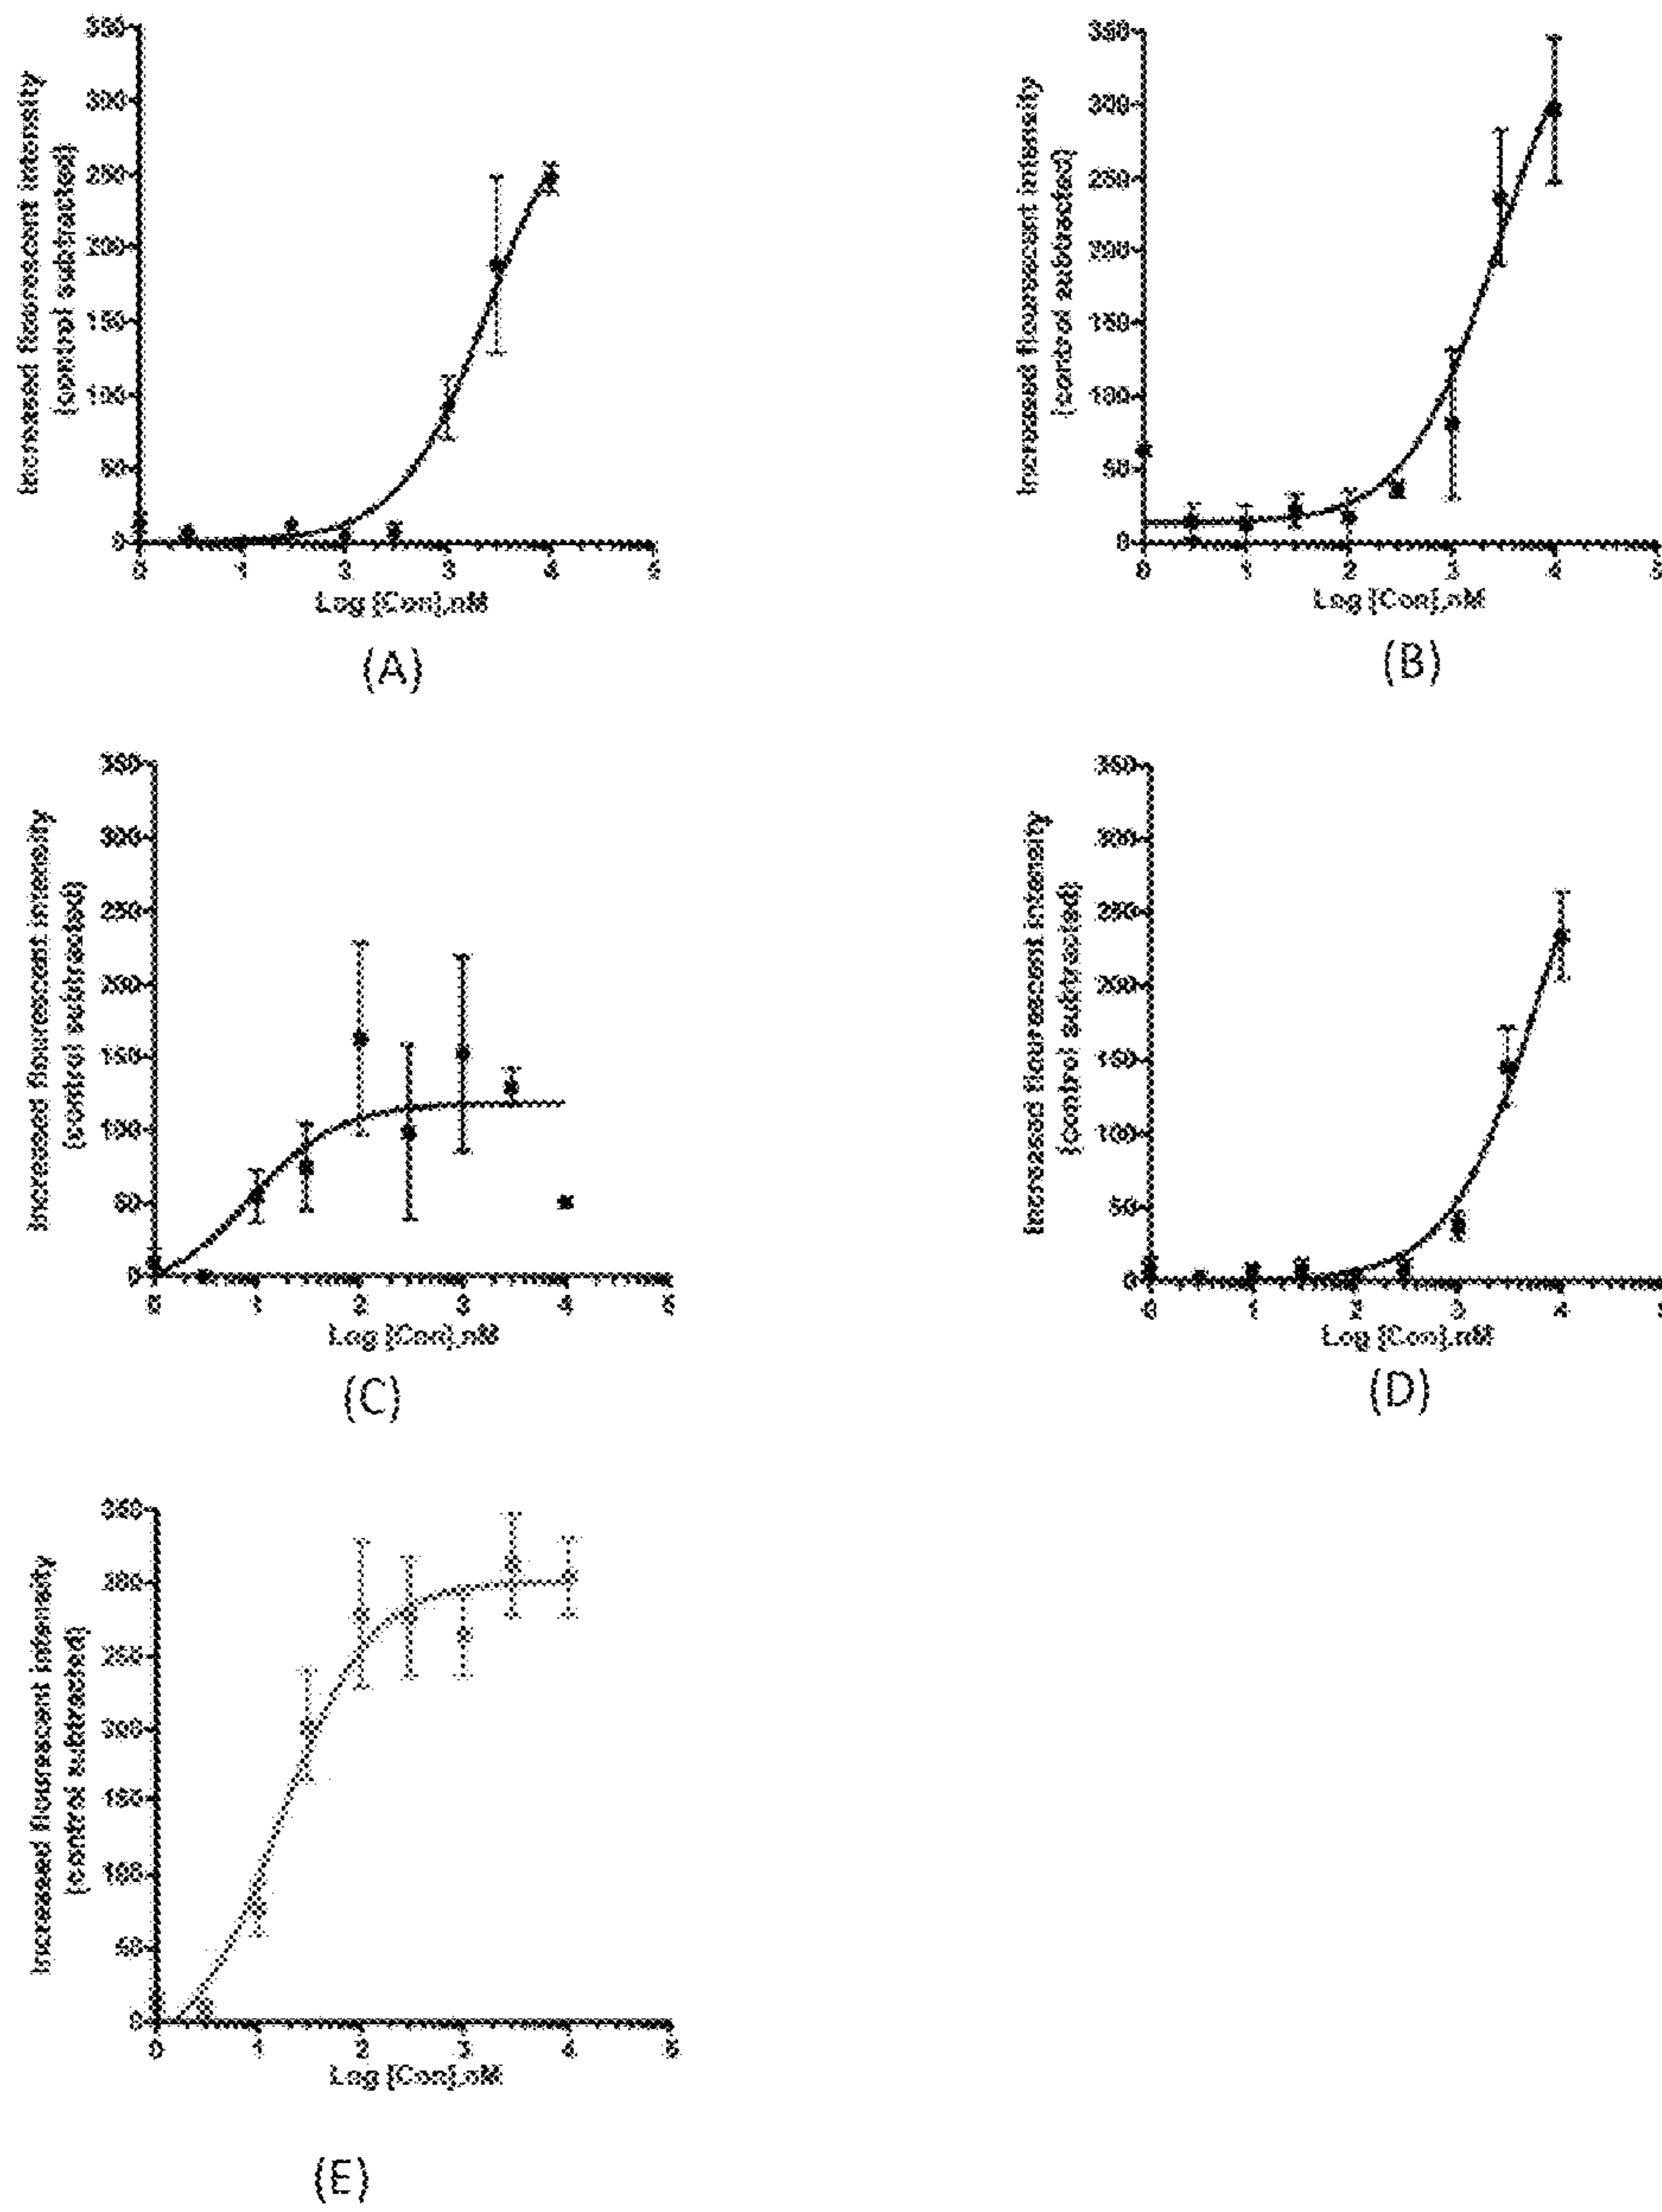 350
300
250
200
150
100
50
0
Increased flourescent intensity
(control subtracted)
0 1 2 3 4 5
Log [Con],nM
(A)
350
300
250
200
150
100
50
0
Increased flourescent intensity
(control subtracted)
0 1 2 3 4 5
Log [Con],nM
(B)
350
300
250
200
150
100
50
0
Increased flourescent intensity
(control subtracted)
0 1 2 3 4 5
Log [Con],nM
(C)
350
300
250
200
150
100
50
0
Increased flourescent intensity
(control subtracted)
0 1 2 3 4 5
Log [Con],nM
(D)
350
300
250
200
150
100
50
0
Increased flourescent intensity
(control subtracted)
0 1 2 3 4 5
Log [Con],nM
(E)